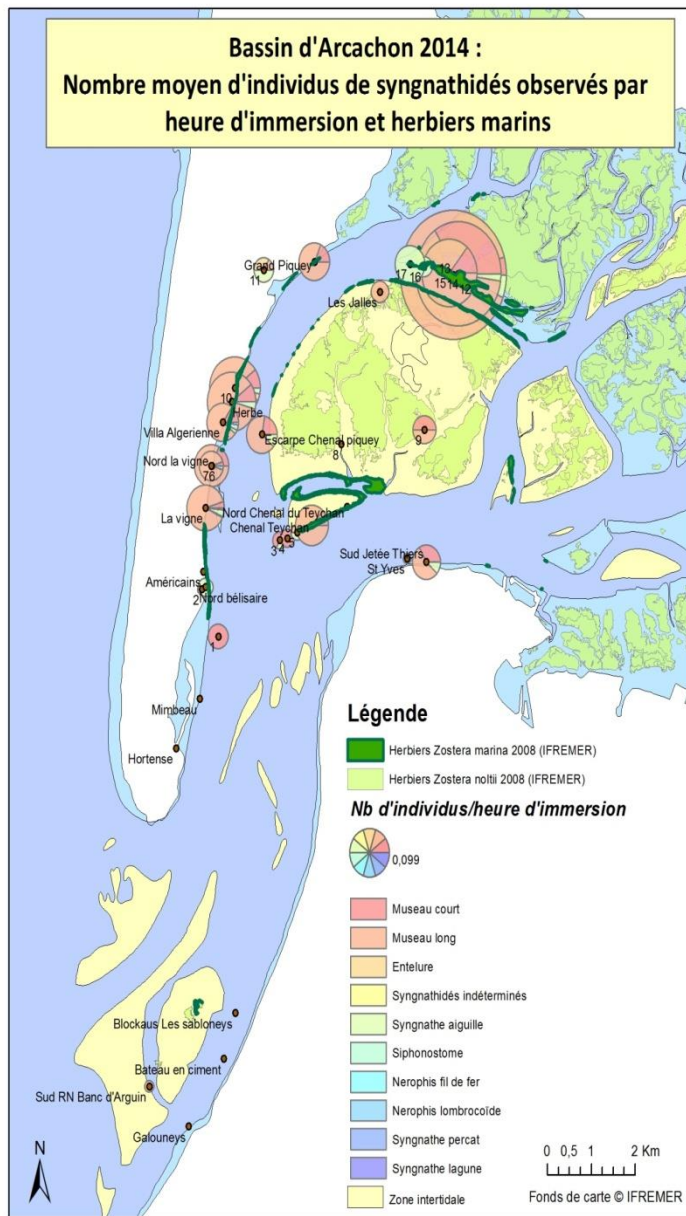 Bassin d'Arcachon 2014 :
Nombre moyen d'individus de syngnathidés observés par
heure d'immersion et herbiers marins
Grand Piquey
11
17
16
13
15
14
12
Les Jalles
10
Herbe
Villa Algerienne
Escarpe Chenal piquey
9
8
Nord la vigne
76
La vigne
Nord Chenal du Teychan
Chenal Teychan
3
4
5
Sud Jetée Thiers
St Yves
Américains
2
Nord bélisaire
1
Mimbeau
Hortense
Légende
Herbiers Zostera marina 2008 (IFREMER)
Herbiers Zostera noltii 2008 (IFREMER)
Nb d'individus/heure d'immersion
0,099
Museau court
Museau long
Entelure
Syngnathidés indéterminés
Syngnathe aiguille
Siphonostome
Nerophis fil de fer
Nerophis lombrocoïde
Syngnathe percat
Syngnathe lagune
Zone intertidale
Blockaus Les sabloneys
Bateau en ciment
Sud RN Banc d'Arguin
Galouneys
N
0 0,5 1 2 Km
Fonds de carte © IFREMER